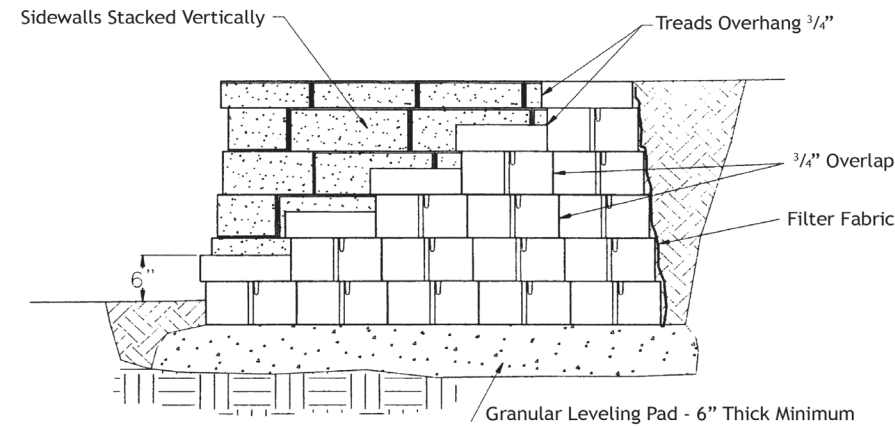 Sidewalls Stacked Vertically
Treads Overhang 3/4”
3/4” Overlap
Filter Fabric
6”
Granular Leveling Pad - 6” Thick Minimum